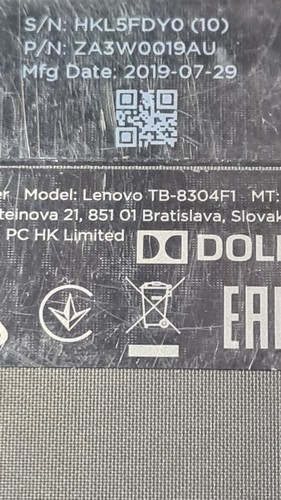 S/N: HKL5FDY0 (10)
P/N: ZA3W0019AU
Mfg Date: 2019-07-29
er Model: Lenovo TB-8304F1 MT:
teinova 21, 851 01 Bratislava, Slovak
PC HK Limited
DOL
EAC